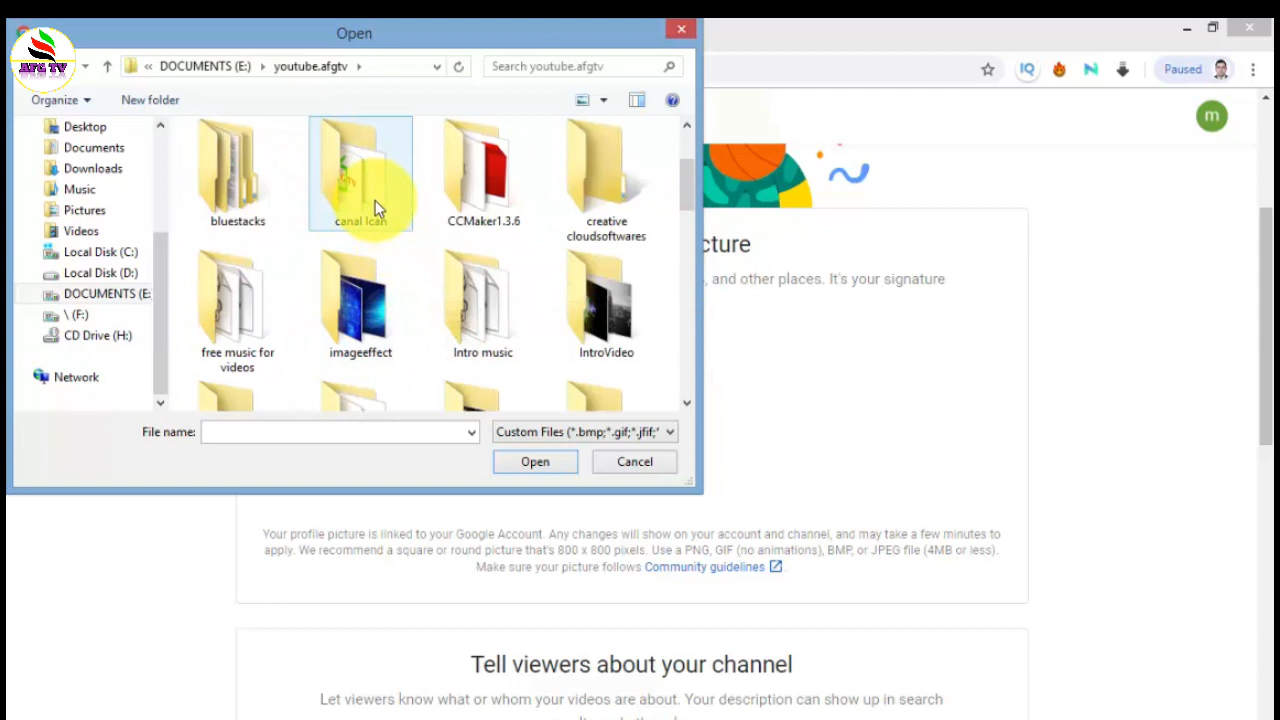 Open
AFG TV
« DOCUMENTS (E:) youtube.afgtv
Search youtube.afgtv
IQ
N
Paused
Organize
New folder
m
Desktop
Documents
Downloads
Music
Pictures
Videos
Local Disk (C:)
Local Disk (D:)
DOCUMENTS (E:
\ (F:)
CD Drive (H:)
Network
bluestacks
canal Ican
CCMaker1.3.6
creative
cloudsoftwares
free music for
videos
imageeffect
Intro music
IntroVideo
cture
, and other places. It's your signature
File name:
Custom Files (*.bmp;*.gif;*.jfif;*
Open
Cancel
Your profile picture is linked to your Google Account. Any changes will show on your account and channel, and may take a few minutes to
apply. We recommend a square or round picture that's 800 x 800 pixels. Use a PNG, GIF (no animations), BMP, or JPEG file (4MB or less).
Make sure your picture follows Community guidelines .
Tell viewers about your channel
Let viewers know what or whom your videos are about. Your description can show up in search